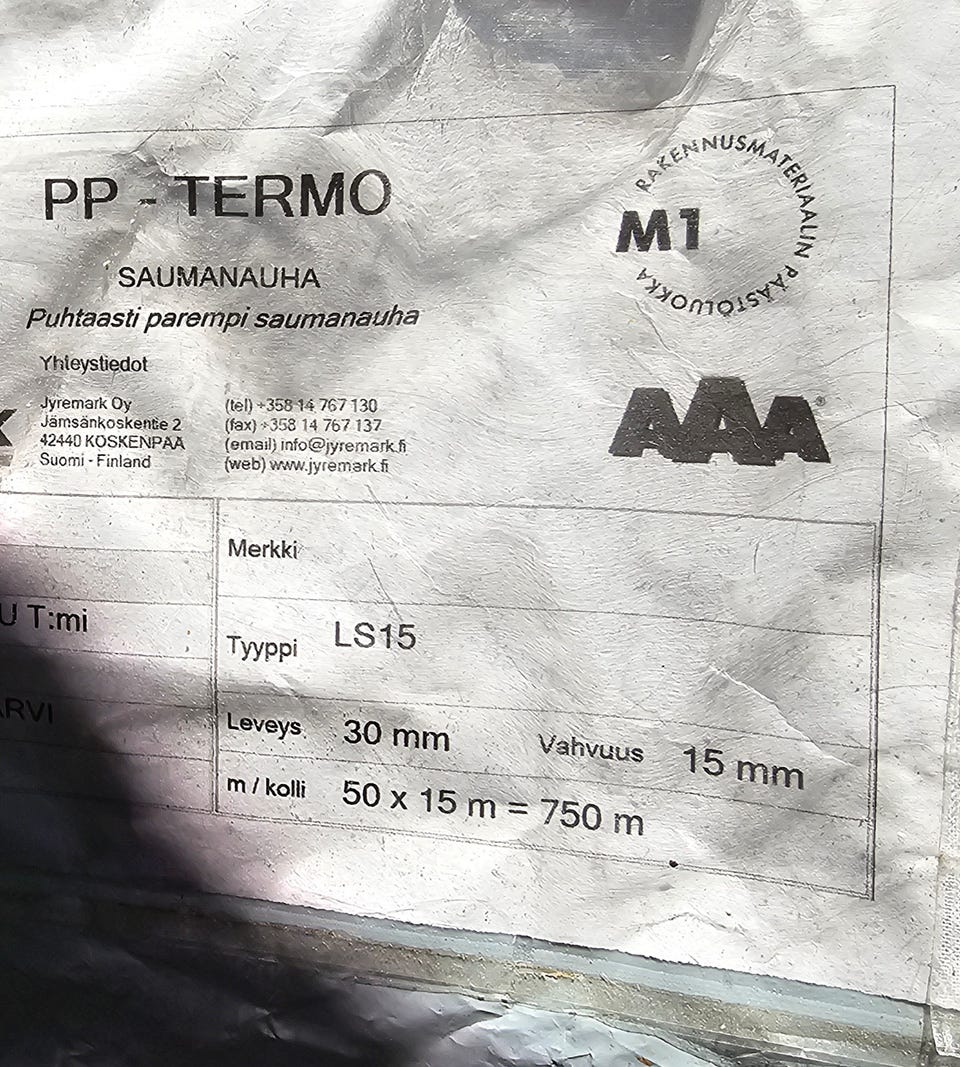 PP - TERMO
SAUMANAUHA
Puhtaasti parempi saumanauha
RAKENNUSMATERIAALIN PÄÄSTÖLUOKKA
M1
Yhteystiedot
Jyremark Oy
Jämsänkoskentie 2
42440 KOSKENPÄÄ
Suomi - Finland
(tel) +358 14 767 130
(fax) +358 14 767 137
(email) info@jyremark.fi
(web) www.jyremark.fi
AAA®
Merkki
U T:mi
Tyyppi LS15
Leveys 30 mm Vahvuus 15 mm
m / kolli 50 x 15 m = 750 m